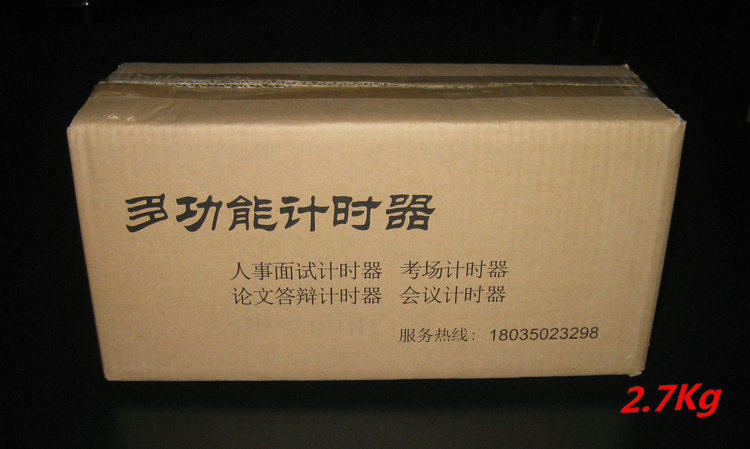 多功能计时器
人事面试计时器 考场计时器
论文答辩计时器 会议计时器
服务热线: 18035023298
2.7Kg